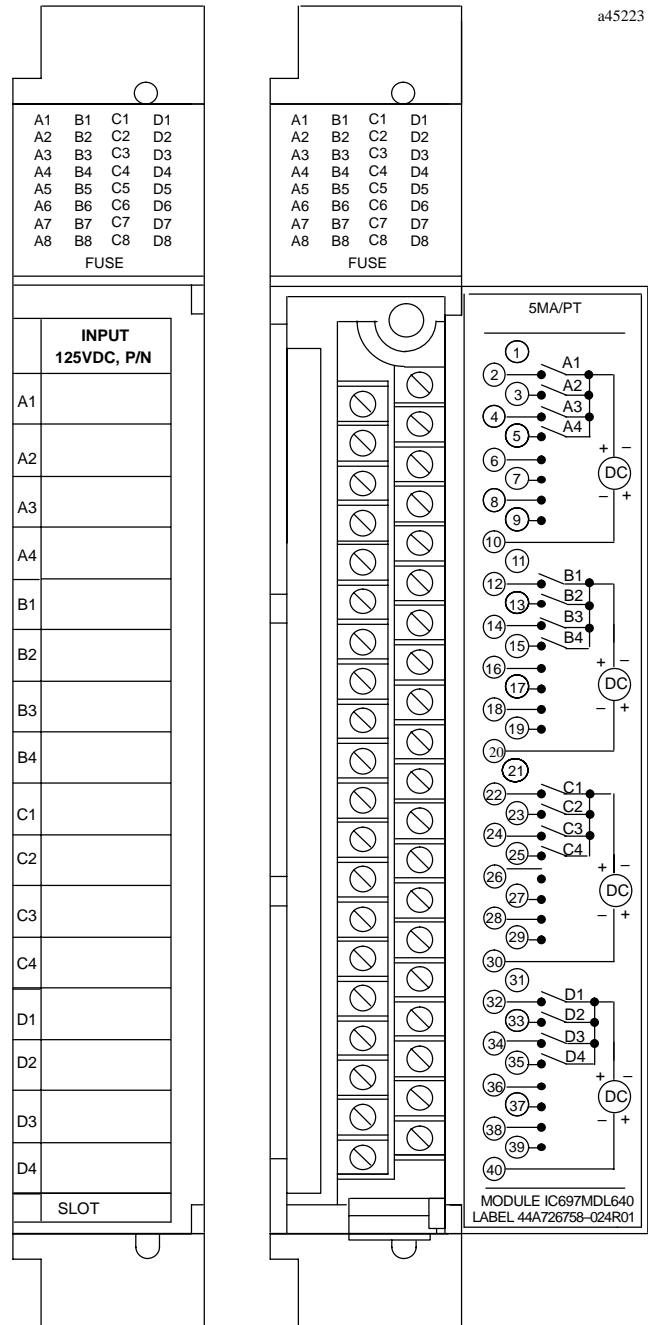 a45223
A1 B1 C1 D1
A2 B2 C2 D2
A3 B3 C3 D3
A4 B4 C4 D4
A5 B5 C5 D5
A6 B6 C6 D6
A7 B7 C7 D7
A8 B8 C8 D8
FUSE
INPUT
125VDC, P/N
A1
A2
A3
A4
B1
B2
B3
B4
C1
C2
C3
C4
D1
D2
D3
D4
SLOT
A1 B1 C1 D1
A2 B2 C2 D2
A3 B3 C3 D3
A4 B4 C4 D4
A5 B5 C5 D5
A6 B6 C6 D6
A7 B7 C7 D7
A8 B8 C8 D8
FUSE
5MA/PT
1
2 A1
3 A2
4 A3
5 A4
+ –
6
7 DC
8
– +
9
10
11
12 B1
13 B2
14 B3
15 B4
+ –
16
17 DC
18
– +
19
20
21
22 C1
23 C2
24 C3
25 C4
+ –
26
27 DC
28
– +
29
30
31
32 D1
33 D2
34 D3
35 D4
+ –
36
37 DC
38
– +
39
40
MODULE IC697MDL640
LABEL 44A726758–024R01